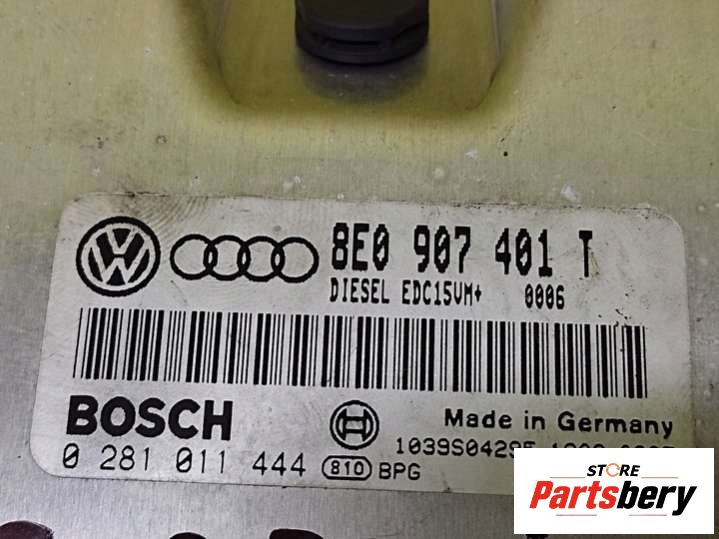 8E0 907 401 T
DIESEL EDC15VM+ 0006
BOSCH
Made in Germany
0 281 011 444 810 BPG
STORE
Partsbery